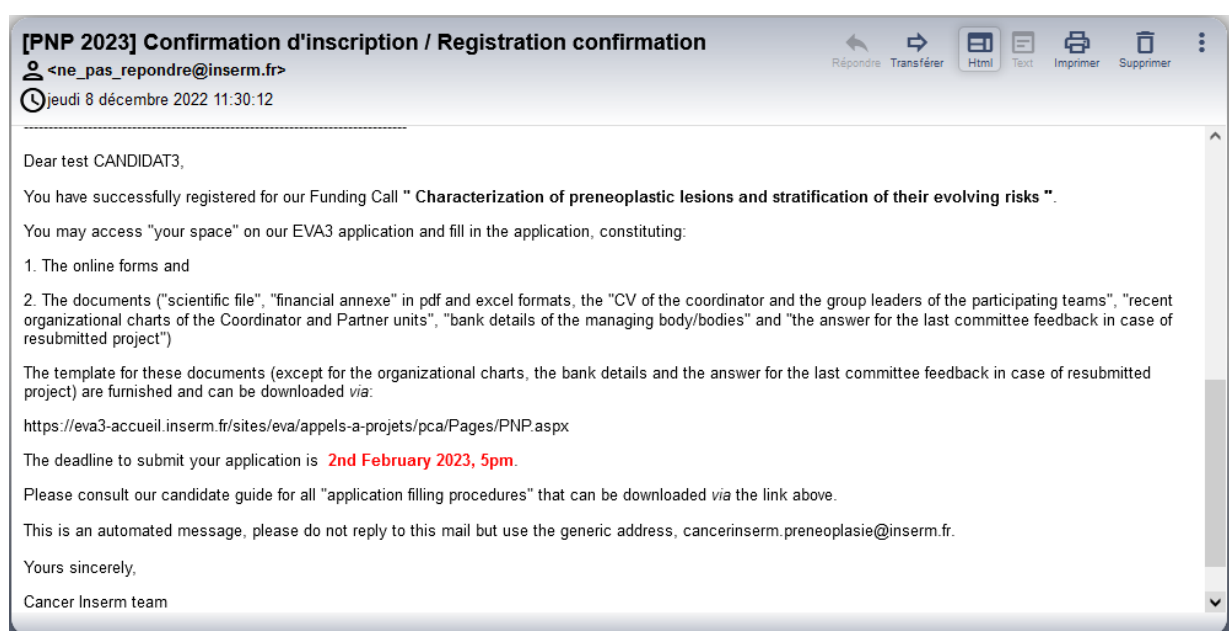 [PNP 2023] Confirmation d'inscription / Registration confirmation
<ne_pas_repondre@inserm.fr>
jeudi 8 décembre 2022 11:30:12
Répondre Transférer Html Text Imprimer Supprimer
--------------------------------------------------------------------------------
Dear test CANDIDAT3,
You have successfully registered for our Funding Call " Characterization of preneoplastic lesions and stratification of their evolving risks ".
You may access "your space" on our EVA3 application and fill in the application, constituting:
1. The online forms and
2. The documents ("scientific file", "financial annexe" in pdf and excel formats, the "CV of the coordinator and the group leaders of the participating teams", "recent
organizational charts of the Coordinator and Partner units", "bank details of the managing body/bodies" and "the answer for the last committee feedback in case of
resubmitted project")
The template for these documents (except for the organizational charts, the bank details and the answer for the last committee feedback in case of resubmitted
project) are furnished and can be downloaded via:
https://eva3-accueil.inserm.fr/sites/eva/appels-a-projets/pca/Pages/PNP.aspx
The deadline to submit your application is 2nd February 2023, 5pm.
Please consult our candidate guide for all "application filling procedures" that can be downloaded via the link above.
This is an automated message, please do not reply to this mail but use the generic address, cancerinserm.preneoplasie@inserm.fr.
Yours sincerely,
Cancer Inserm team